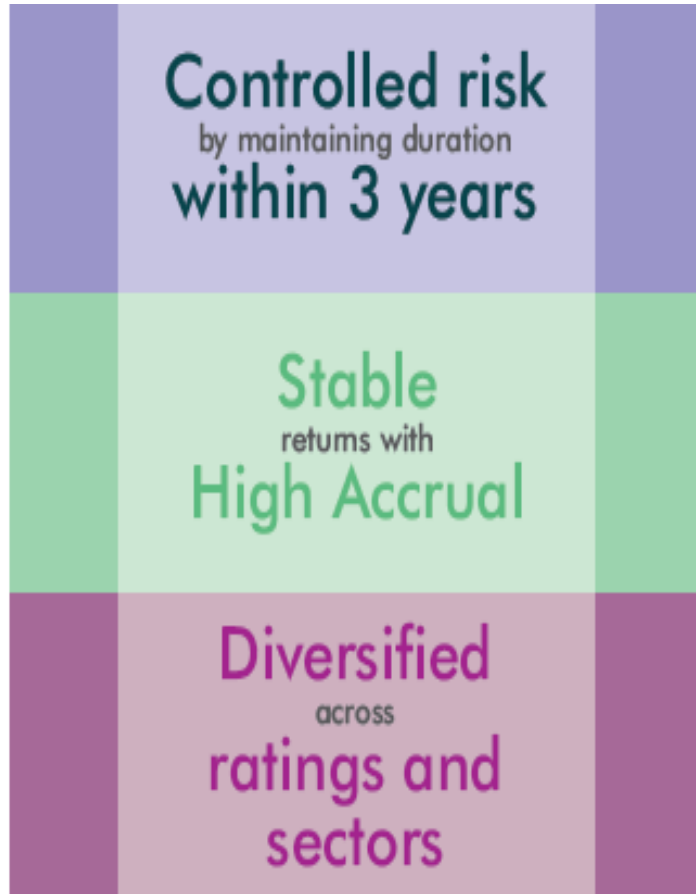 Controlled risk
by maintaining duration
within 3 years
Stable
returns with
High Accrual
Diversified
across
ratings and
sectors